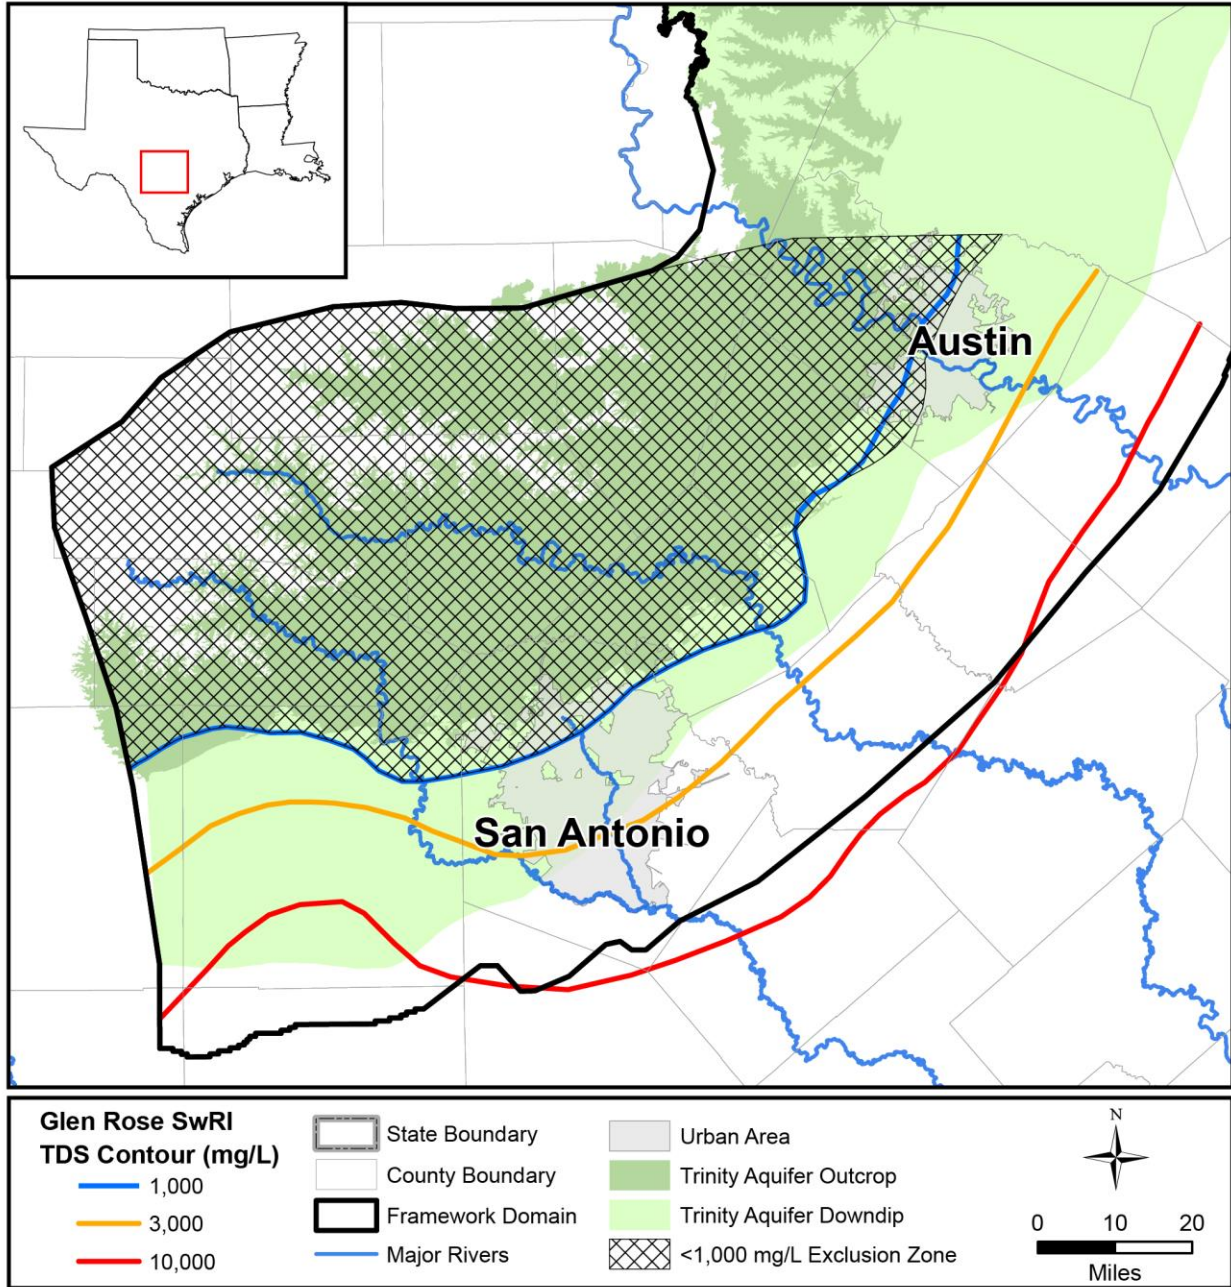 Austin
San Antonio
Glen Rose SwRI
TDS Contour (mg/L)
1,000
3,000
10,000
State Boundary
County Boundary
Framework Domain
Major Rivers
Urban Area
Trinity Aquifer Outcrop
Trinity Aquifer Downdip
<1,000 mg/L Exclusion Zone
N
0 10 20
Miles